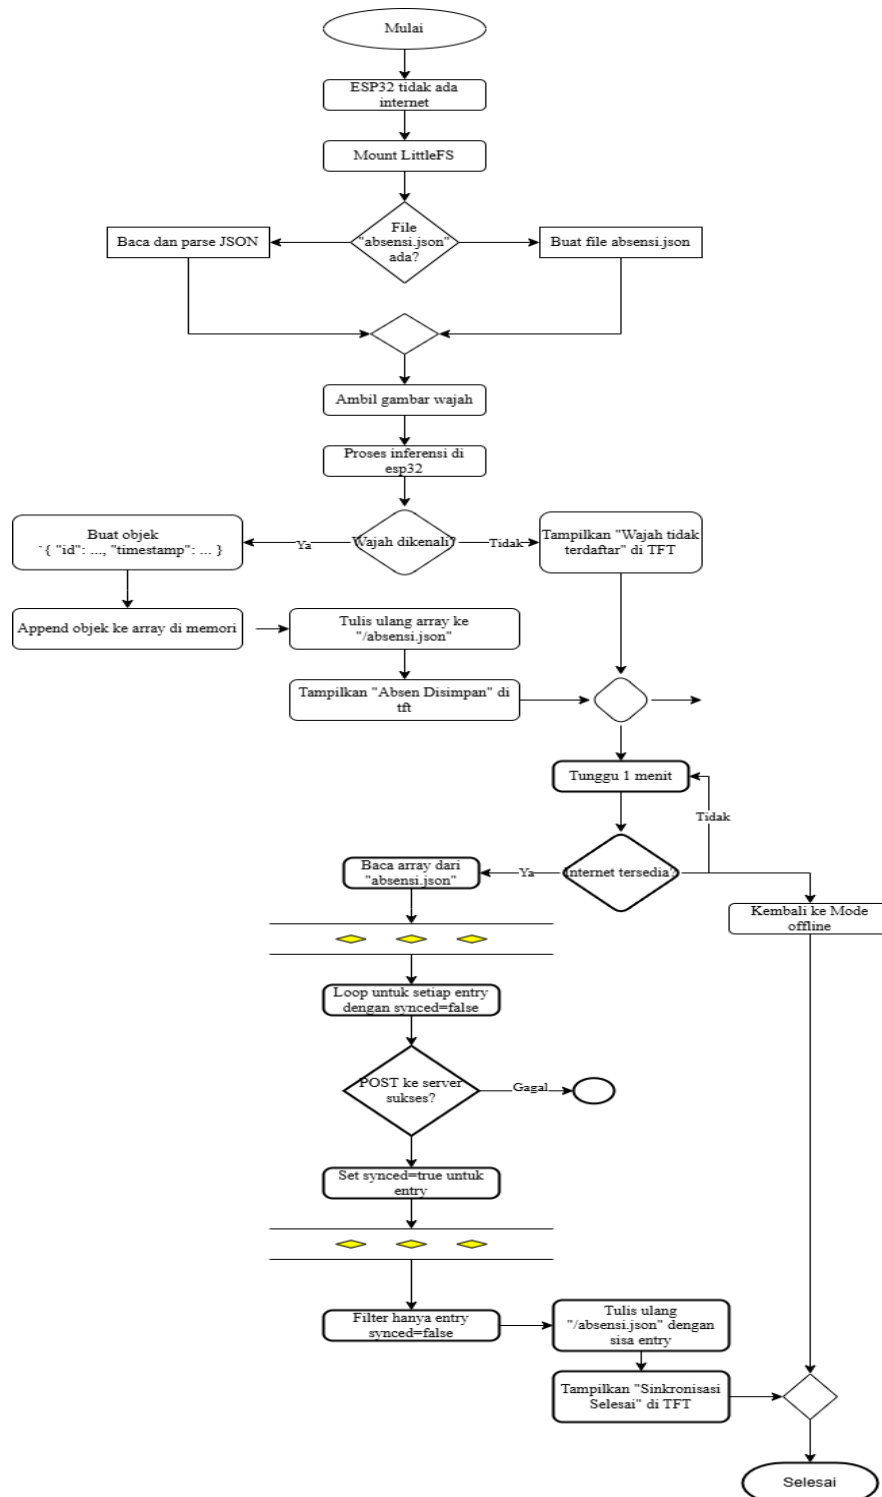 Mulai
ESP32 tidak ada
internet
Mount LittleFS
File
"absensi.json"
ada?
Baca dan parse JSON
Buat file absensi.json
Ambil gambar wajah
Proses inferensi di
esp32
Wajah dikenali?
Ya
Tidak
Buat objek
`{ "id": ..., "timestamp": ... }
Tampilkan "Wajah tidak
terdaftar" di TFT
Append objek ke array di memori
Tulis ulang array ke
"/absensi.json"
Tampilkan "Absen Disimpan" di
tft
Tunggu 1 menit
Tidak
Internet tersedia?
Ya
Baca array dari
"absensi.json"
Kembali ke Mode
offline
Loop untuk setiap entry
dengan synced=false
POST ke server
sukses?
Gagal
Set synced=true untuk
entry
Filter hanya entry
synced=false
Tulis ulang
"/absensi.json" dengan
sisa entry
Tampilkan "Sinkronisasi
Selesai" di TFT
Selesai